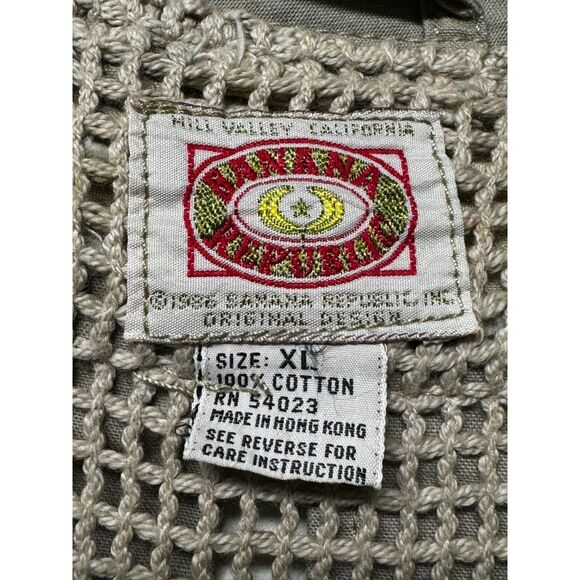 MILL VALLEY CALIFORNIA
BANANA
REPUBLIC
©1986 BANANA REPUBLIC, INC.
ORIGINAL DESIGN
SIZE: XL
100% COTTON
RN 54023
MADE IN HONG KONG
SEE REVERSE FOR
CARE INSTRUCTION